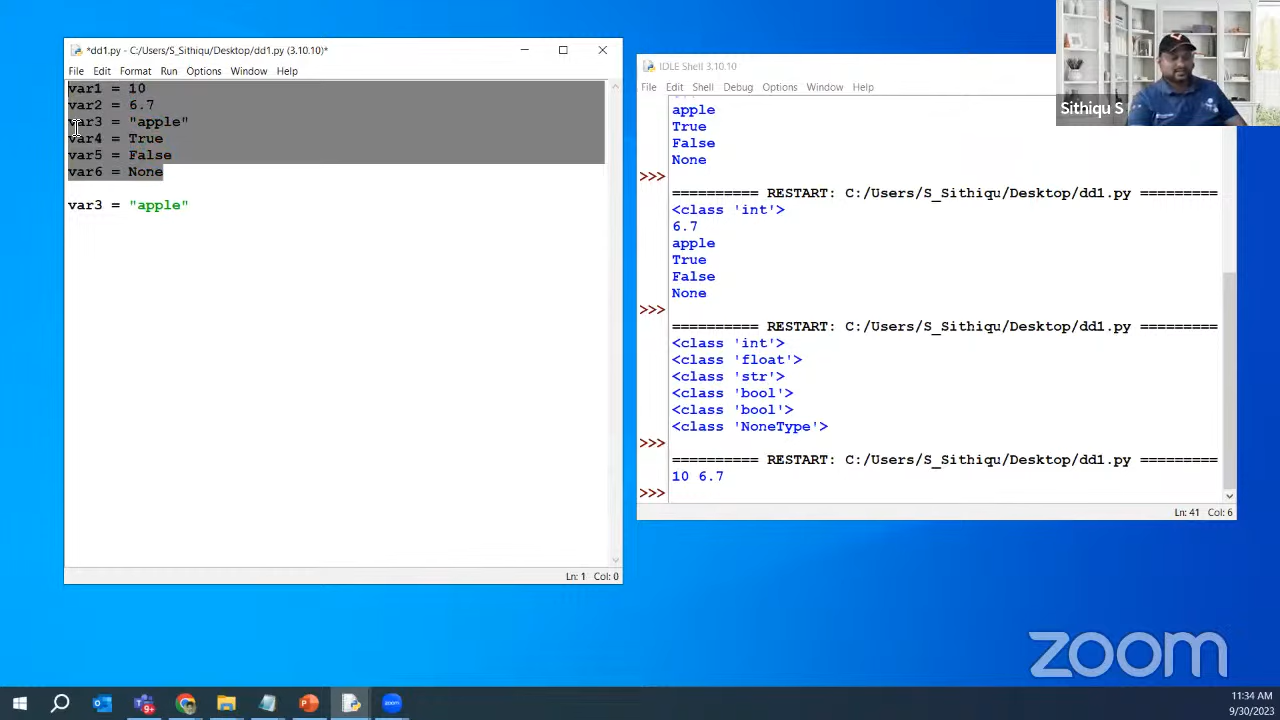 *dd1.py - C:/Users/S_Sithiqu/Desktop/dd1.py (3.10.10)*
File Edit Format Run Options Window Help
var1 = 10
var2 = 6.7
var3 = "apple"
var4 = True
var5 = False
var6 = None
var3 = "apple"
Ln: 1 Col: 0
IDLE Shell 3.10.10
File Edit Shell Debug Options Window Help
apple
True
False
None
>>>
========== RESTART: C:/Users/S_Sithiqu/Desktop/dd1.py =========
<class 'int'>
6.7
apple
True
False
None
>>>
========== RESTART: C:/Users/S_Sithiqu/Desktop/dd1.py =========
<class 'int'>
<class 'float'>
<class 'str'>
<class 'bool'>
<class 'bool'>
<class 'NoneType'>
>>>
========== RESTART: C:/Users/S_Sithiqu/Desktop/dd1.py =========
10 6.7
>>>
Ln: 41 Col: 6
Sithiqu S
zoom
zoom
11:34 AM
9/30/2023